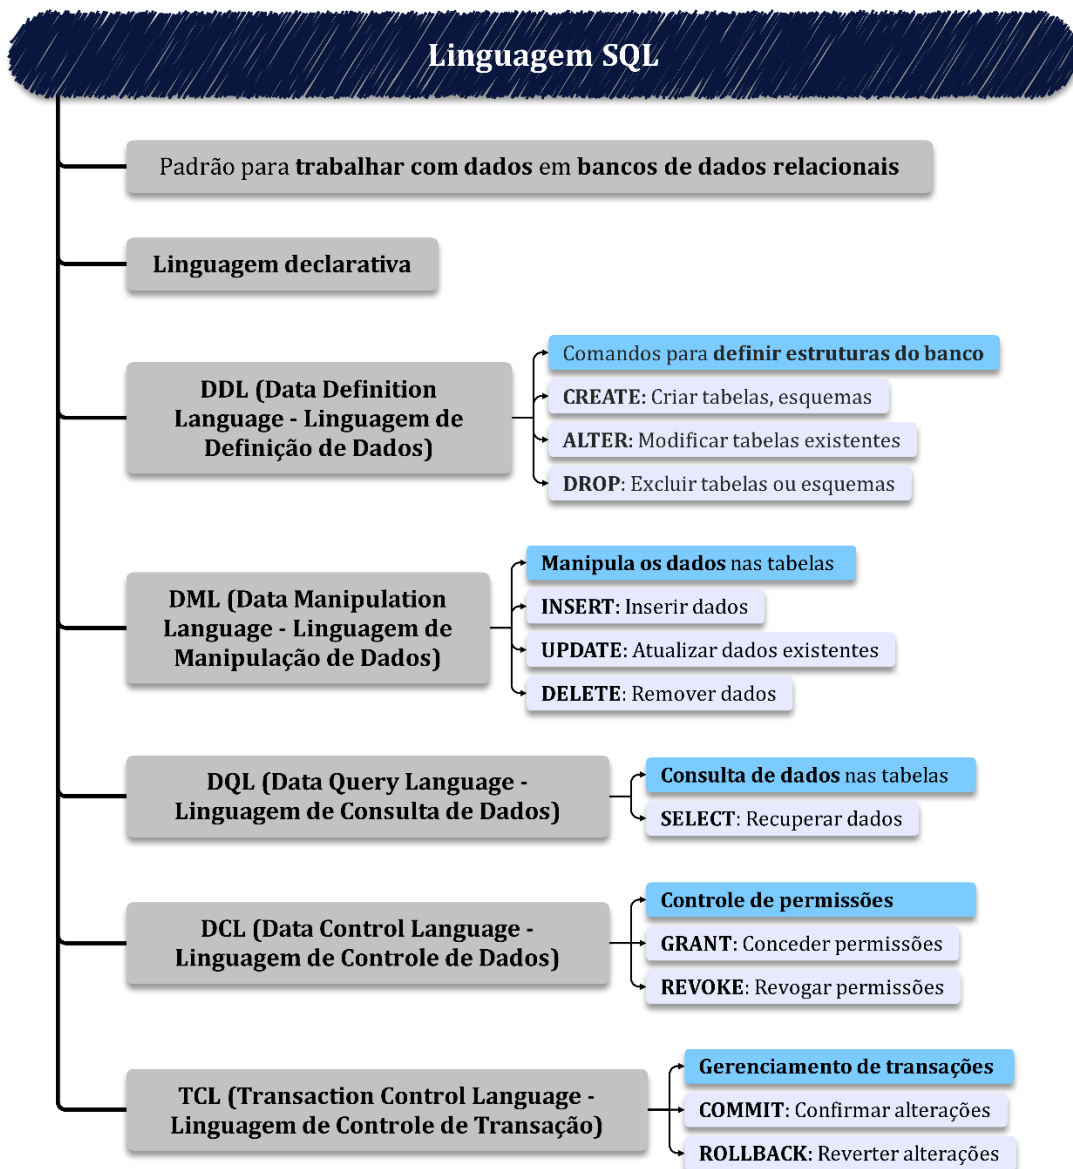 Linguagem SQL
Padrão para trabalhar com dados em bancos de dados relacionais
Linguagem declarativa
DDL (Data Definition
Language - Linguagem de
Definição de Dados)
Comandos para definir estruturas do banco
CREATE: Criar tabelas, esquemas
ALTER: Modificar tabelas existentes
DROP: Excluir tabelas ou esquemas
DML (Data Manipulation
Language - Linguagem de
Manipulação de Dados)
Manipula os dados nas tabelas
INSERT: Inserir dados
UPDATE: Atualizar dados existentes
DELETE: Remover dados
DQL (Data Query Language -
Linguagem de Consulta de Dados)
Consulta de dados nas tabelas
SELECT: Recuperar dados
DCL (Data Control Language -
Linguagem de Controle de Dados)
Controle de permissões
GRANT: Conceder permissões
REVOKE: Revogar permissões
TCL (Transaction Control Language -
Linguagem de Controle de Transação)
Gerenciamento de transações
COMMIT: Confirmar alterações
ROLLBACK: Reverter alterações